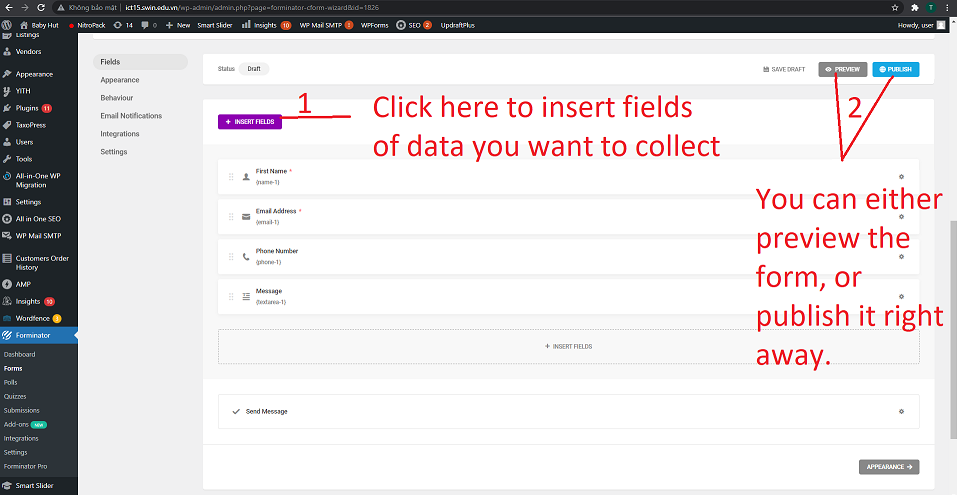 Không bảo mật | ict15.swin.edu.vn/wp-admin/admin.php?page=forminator-cform-wizard&id=1826
T
Baby Hut
NitroPack
14
0
New
Smart Slider
Insights 10
WP Mail SMTP 1
WPForms
SEO 2
UpdraftPlus
Howdy, user
Listings
Vendors
Appearance
YITH
Plugins 11
TaxoPress
Users
Tools
All-in-One WP
Migration
Settings
All in One SEO
WP Mail SMTP
Customers Order
History
AMP
Insights 10
Wordfence 3
Forminator
Dashboard
Forms
Polls
Quizzes
Submissions
Add-ons NEW
Integrations
Settings
Forminator Pro
Smart Slider
Fields
Appearance
Behaviour
Email Notifications
Integrations
Settings
Status Draft
SAVE DRAFT
PREVIEW
PUBLISH
+ INSERT FIELDS
1
Click here to insert fields
of data you want to collect
2
You can either
preview the
form, or
publish it right
away.
First Name *
{name-1}
Email Address *
{email-1}
Phone Number
{phone-1}
Message
{textarea-1}
+ INSERT FIELDS
Send Message
APPEARANCE →